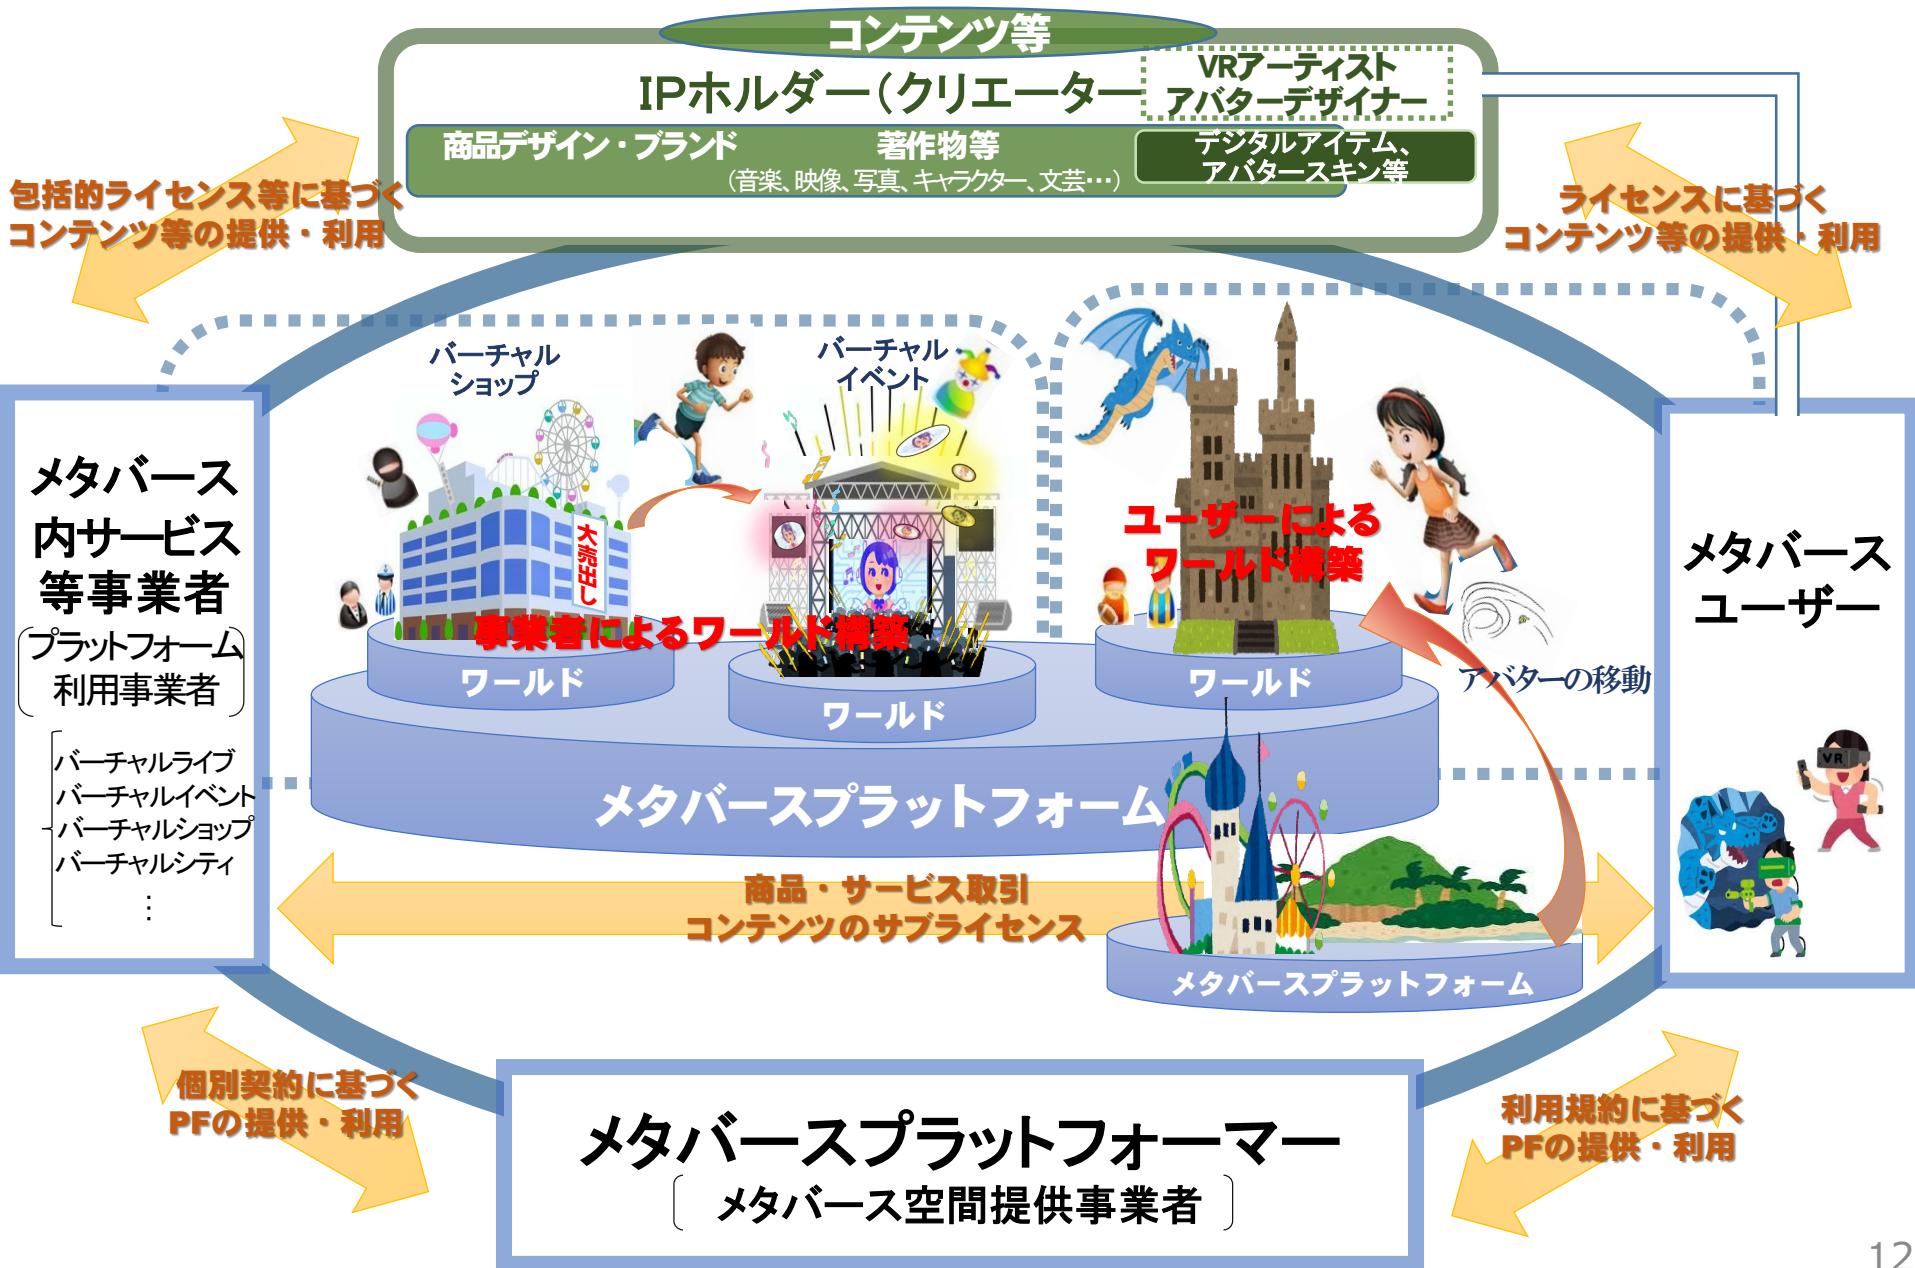 コンテンツ等
IPホルダー(クリエーター
VRアーティスト
アバターデザイナー
商品デザイン・ブランド
著作物等
(音楽、映像、写真、キャラクター、文芸…)
デジタルアイテム、
アバタースキン等
包括的ライセンス等に基づく
コンテンツ等の提供・利用
ライセンスに基づく
コンテンツ等の提供・利用
バーチャル
ショップ
バーチャル
イベント
大売出し
事業者によるワールド構築
ユーザーによる
ワールド構築
ワールド
ワールド
ワールド
アバターの移動
メタバースプラットフォーム
メタバース
内サービス
等事業者
プラットフォーム
利用事業者
バーチャルライブ
バーチャルイベント
バーチャルショップ
バーチャルシティ
⋮
メタバース
ユーザー
VR
商品・サービス取引
コンテンツのサブライセンス
メタバースプラットフォーム
個別契約に基づく
PFの提供・利用
利用規約に基づく
PFの提供・利用
メタバースプラットフォーマー
メタバース空間提供事業者
12